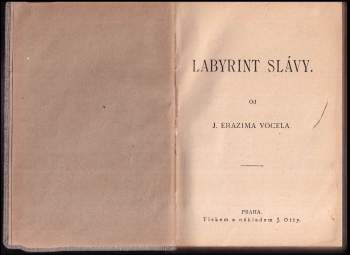 LABYRINT SLÁVY.
OD
J. ERAZIMA VOCELA.
PRAHA.
Tiskem a nákladem J. Otty.